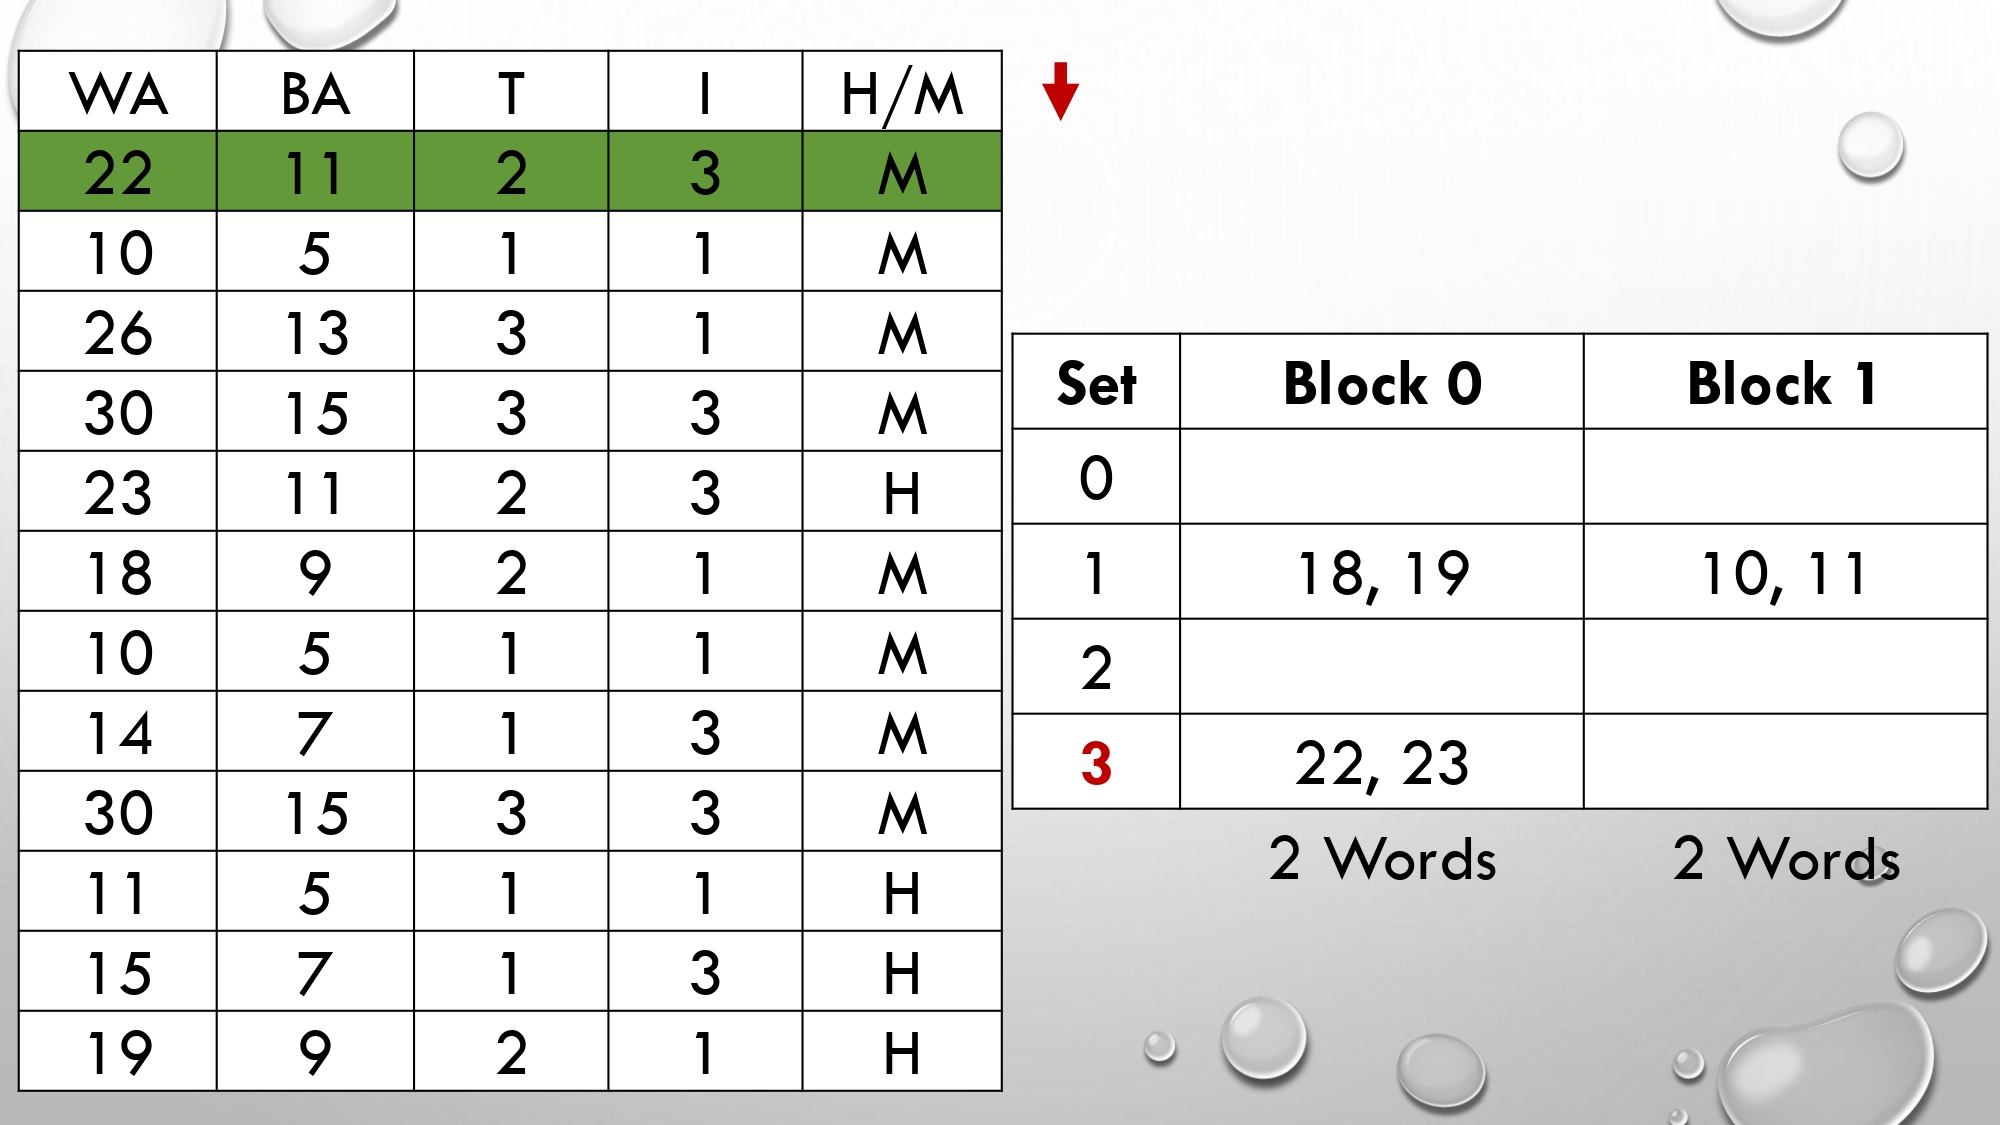 WA BA T I H/M
22 11 2 3 M
10 5 1 1 M
26 13 3 1 M
30 15 3 3 M
23 11 2 3 H
18 9 2 1 M
10 5 1 1 M
14 7 1 3 M
30 15 3 3 M
11 5 1 1 H
15 7 1 3 H
19 9 2 1 H
Set Block 0 Block 1
0
1 18, 19 10, 11
2
3 22, 23
2 Words 2 Words